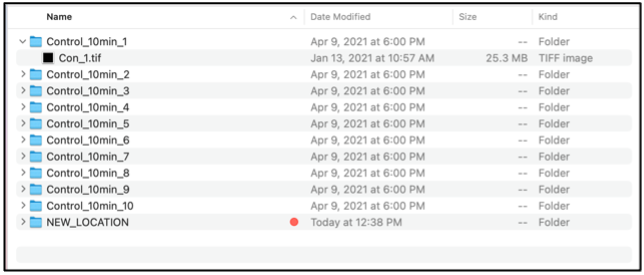 Name Date Modified Size Kind
Control_10min_1 Apr 9, 2021 at 6:00 PM -- Folder
Con_1.tif Jan 13, 2021 at 10:57 AM 25.3 MB TIFF image
Control_10min_2 Apr 9, 2021 at 6:00 PM -- Folder
Control_10min_3 Apr 9, 2021 at 6:00 PM -- Folder
Control_10min_4 Apr 9, 2021 at 6:00 PM -- Folder
Control_10min_5 Apr 9, 2021 at 6:00 PM -- Folder
Control_10min_6 Apr 9, 2021 at 6:00 PM -- Folder
Control_10min_7 Apr 9, 2021 at 6:00 PM -- Folder
Control_10min_8 Apr 9, 2021 at 6:00 PM -- Folder
Control_10min_9 Apr 9, 2021 at 6:00 PM -- Folder
Control_10min_10 Apr 9, 2021 at 6:00 PM -- Folder
NEW_LOCATION Today at 12:38 PM -- Folder